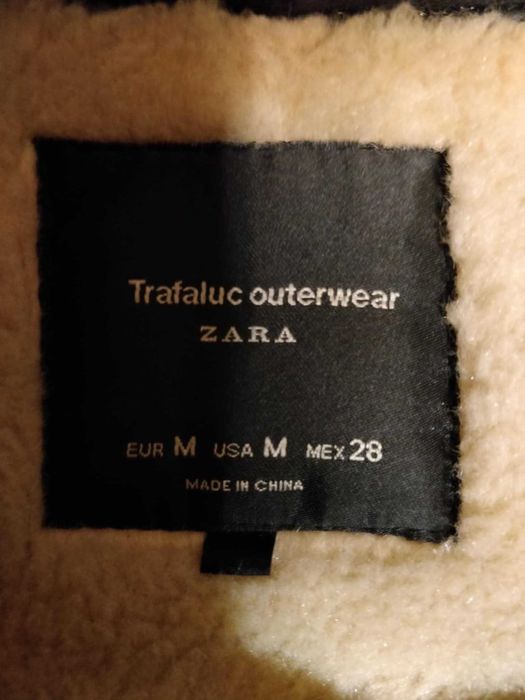 Trafaluc outerwear
ZARA
EUR M USA M MEX 28
MADE IN CHINA